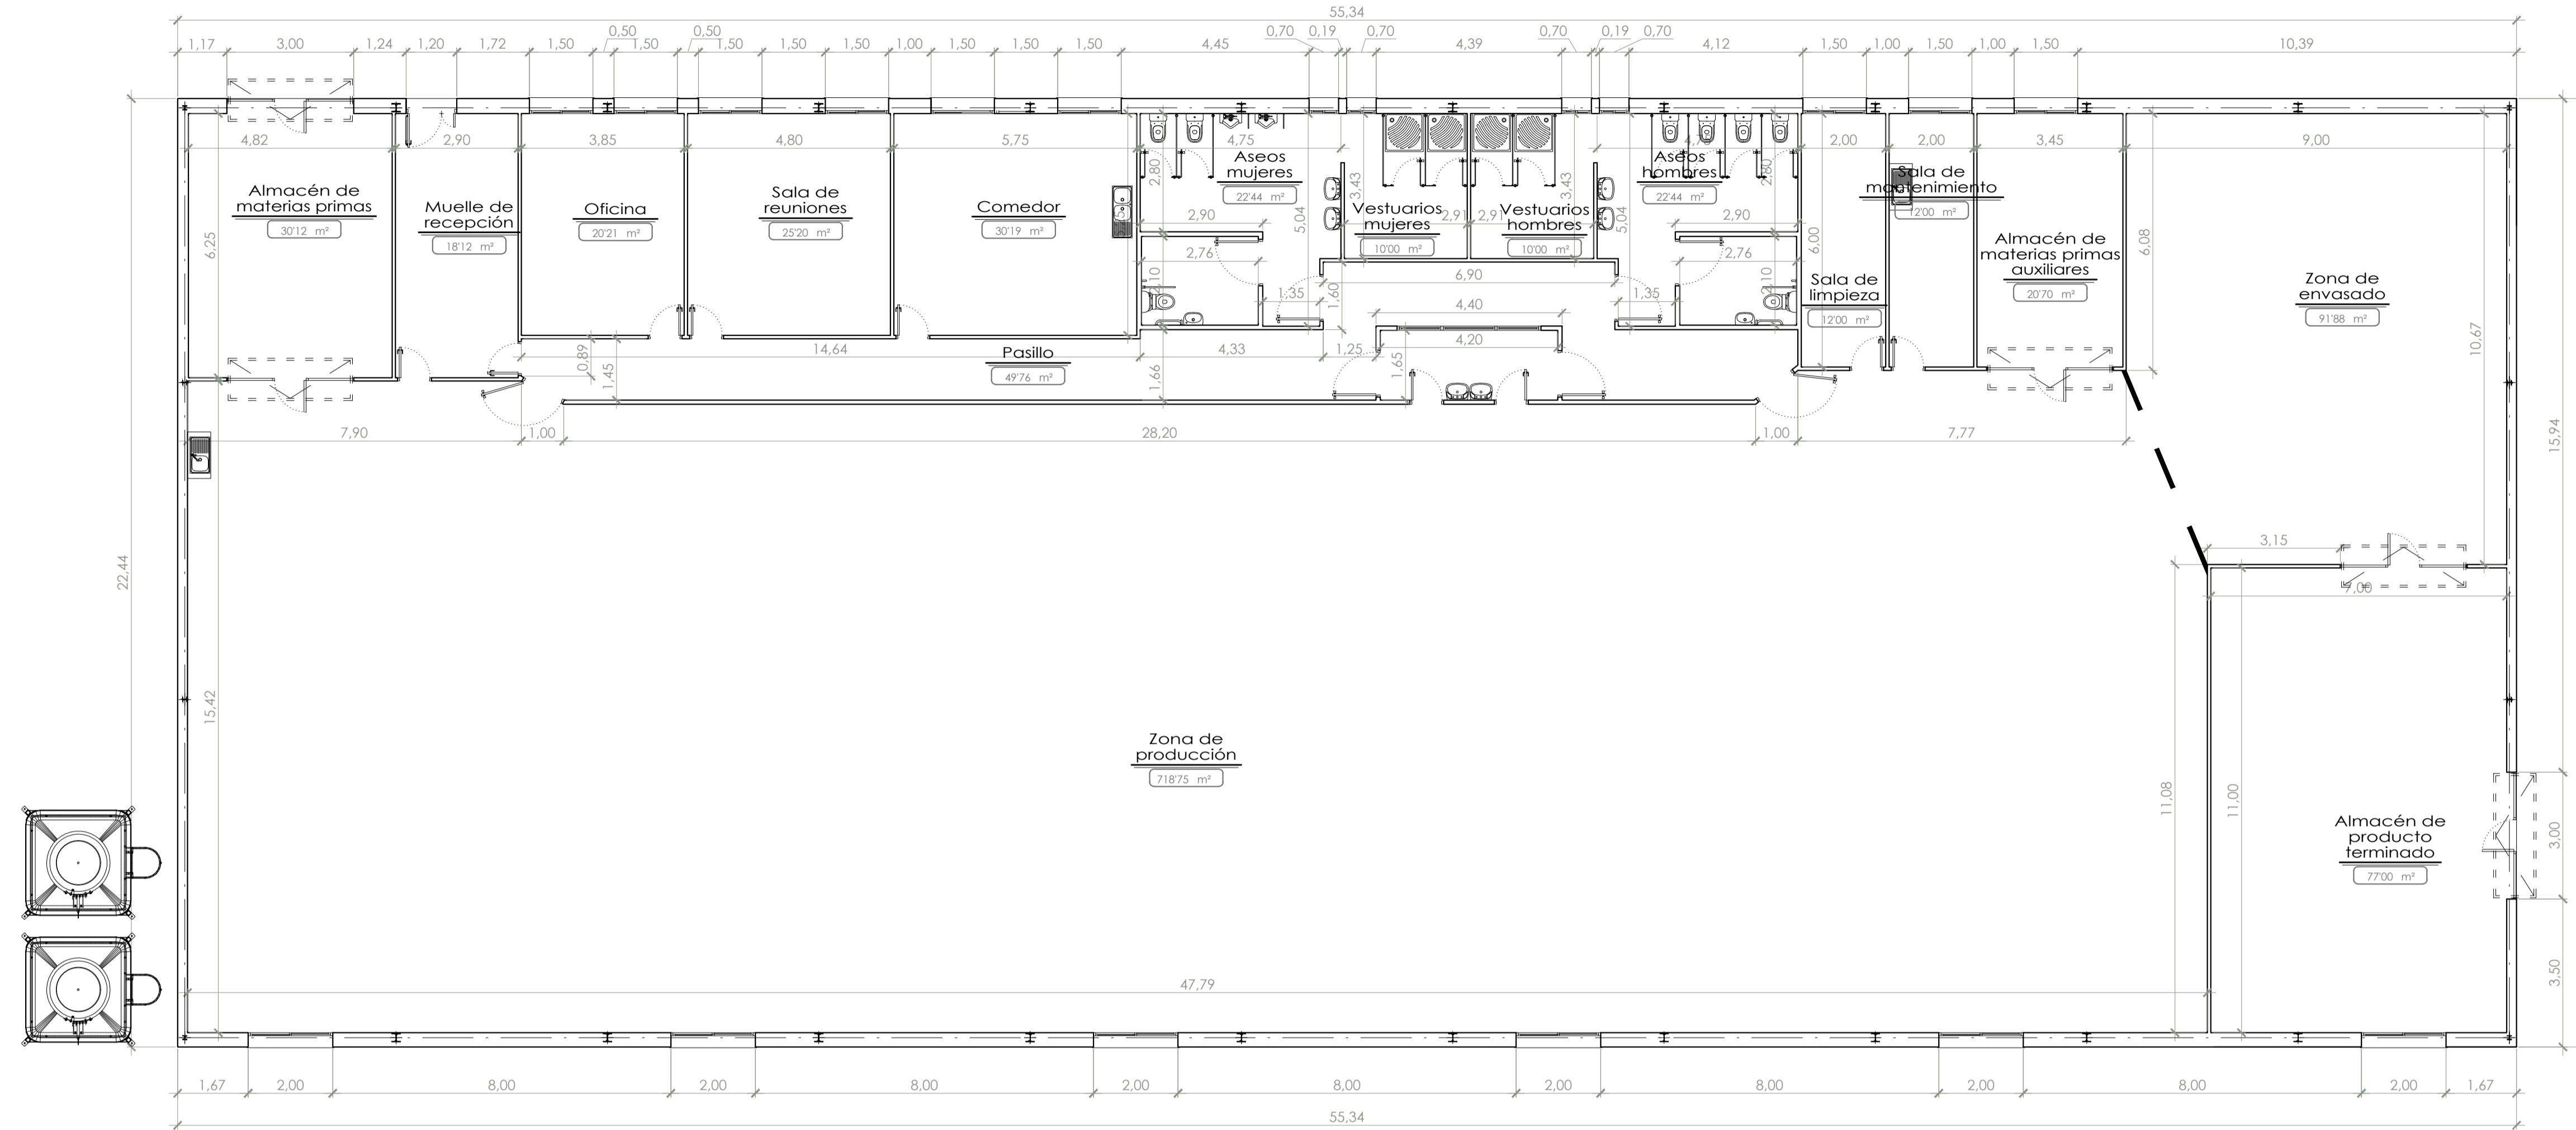 55,34
0,50 0,50 0,70 0,19 0,70 0,70 0,19 0,70
1,17 3,00 1,24 1,20 1,72 1,50 1,50 1,50 1,50 1,50 1,00 1,50 1,50 1,50 4,45 4,39 4,12 1,50 1,00 1,50 1,00 1,50 10,39
4,82 2,90 3,85 4,80 5,75 4,75 2,00 2,00 3,45 9,00
Almacén de
materias primas
30'12 m²
6,25
Muelle de
recepción
18'12 m²
Oficina
20'21 m²
Sala de
reuniones
25'20 m²
Comedor
30'19 m²
Aseos
mujeres
22'44 m²
2,80
2,90
2,76
2,10
1,35
5,04
3,43
Vestuarios
mujeres
10'00 m²
2,91
2,91
Vestuarios
hombres
10'00 m²
3,43
5,04
Aseos
hombres
22'44 m²
2,80
2,90
2,76
2,10
1,35
6,90
1,60
4,40
4,20
6,00
Sala de
limpieza
12'00 m²
Sala de
mantenimiento
12'00 m²
Almacén de
materias primas
auxiliares
20'70 m²
6,08
Zona de
envasado
91'88 m²
10,67
15,94
0,89
1,45
14,64
Pasillo
49'76 m²
4,33
1,66
1,25
1,65
7,90 1,00 28,20 1,00 7,77
22,44
3,15
7,00
15,42
Zona de
producción
718'75 m²
11,08
11,00
Almacén de
producto
terminado
77'00 m²
3,00
3,50
47,79
1,67 2,00 8,00 2,00 8,00 2,00 8,00 2,00 8,00 2,00 8,00 2,00 1,67
55,34